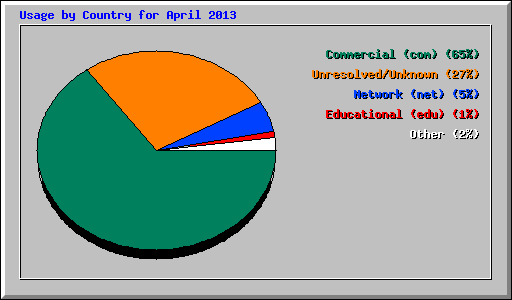 Usage by Country for April 2013
Commercial (com) (65%)
Unresolved/Unknown (27%)
Network (net) (5%)
Educational (edu) (1%)
Other (2%)